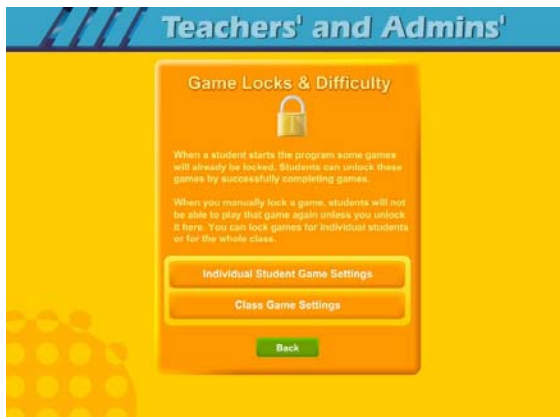 Teachers' and Admins'
Game Locks & Difficulty
When a student starts the program some games
will already be locked. Students can unlock these
games by successfully completing games.
When you manually lock a game, students will not
be able to play that game again unless you unlock
it here. You can lock games for individual students
or for the whole class.
Individual Student Game Settings
Class Game Settings
Back